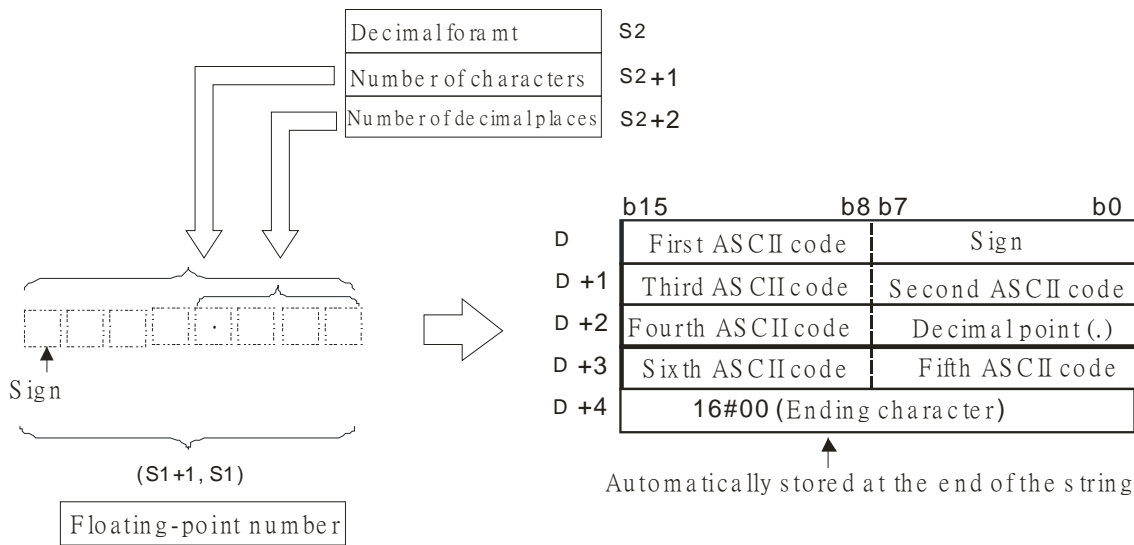 Decimal foramt S2
Number of characters S2+1
Number of decimal places S2+2
b15 b8 b7 b0
D First ASCII code Sign
D +1 Third ASCII code Second ASCII code
D +2 Fourth ASCII code Decimal point (.)
D +3 Sixth ASCII code Fifth ASCII code
D +4 16#00 (Ending character)
Automatically stored at the end of the string
.
Sign
(S1+1, S1)
Floating-point number